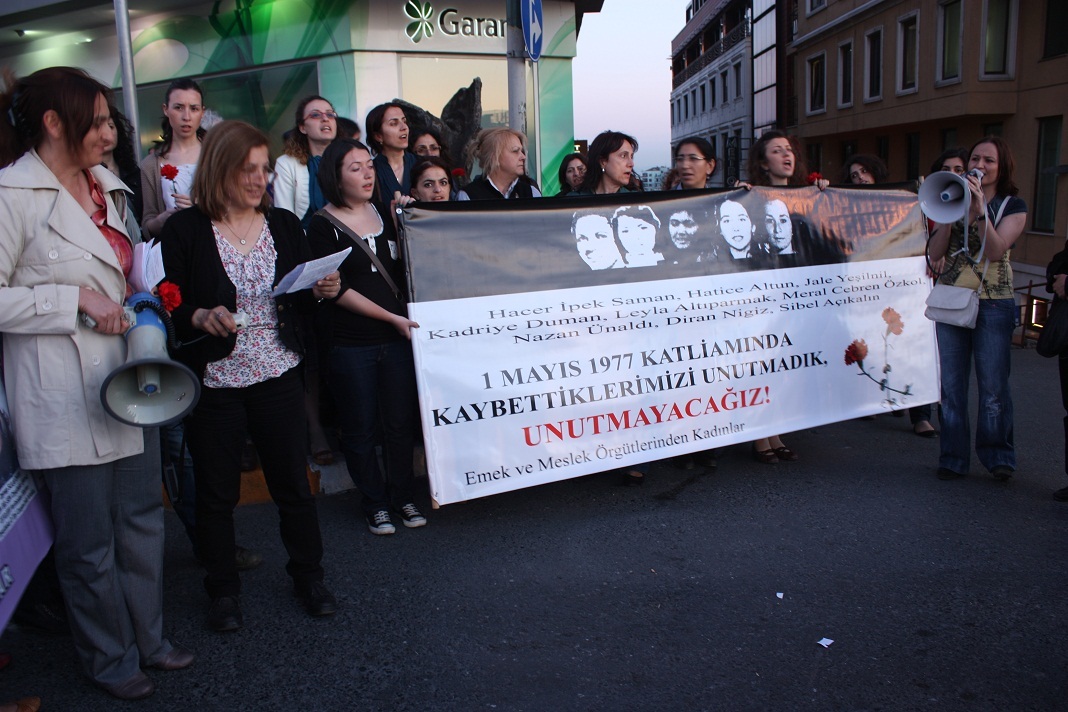 Garan
Hacer İpek Saman, Hatice Altun, Jale Yeşilnil,
Kadriye Duman, Leyla Altıparmak, Meral Cebren Özkol,
Nazan Ünaldı, Diran Nigiz, Sibel Açıkalın
1 MAYIS 1977 KATLİAMINDA
KAYBETTİKLERİMİZİ UNUTMADIK,
UNUTMAYACAĞIZ!
Emek ve Meslek Örgütlerinden Kadınlar